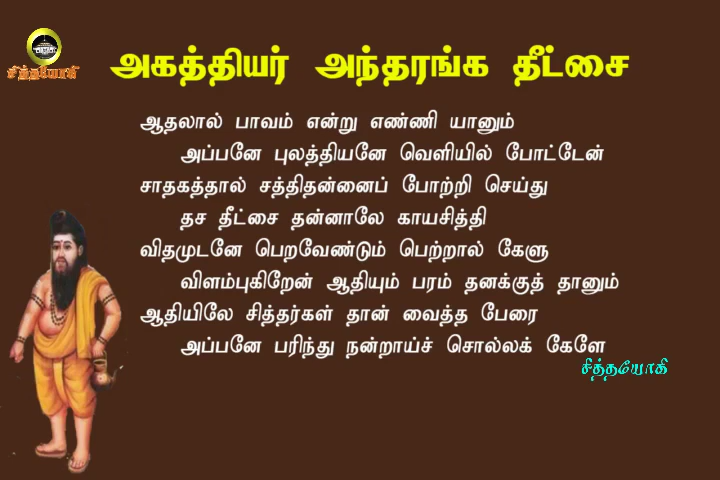 சித்தயோகி
அகத்தியர் அந்தரங்க தீட்சை
ஆதலால் பாவம் என்று எண்ணி யானும்
அப்பனே புலத்தியனே வெளியில் போட்டேன்
சாதகத்தால் சத்திதன்னைப் போற்றி செய்து
தச தீட்சை தன்னாலே காயசித்தி
விதமுடனே பெறவேண்டும் பெற்றால் கேளு
விளம்புகிறேன் ஆதியும் பரம் தனக்குத் தானும்
ஆதியிலே சித்தர்கள் தான் வைத்த பேரை
அப்பனே பரிந்து நன்றாய்ச் சொல்லக் கேளே
சித்தயோகி